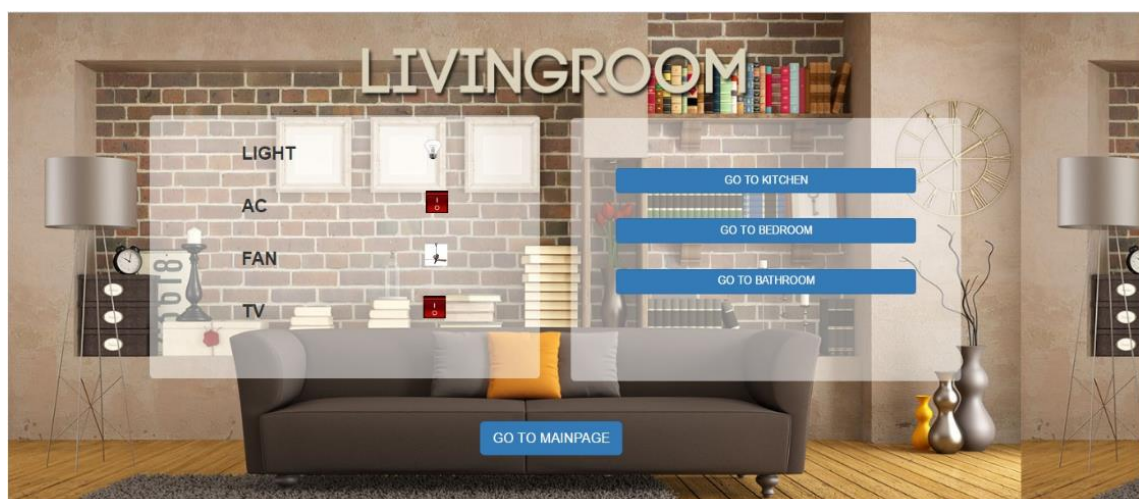 LIVINGROOM
LIGHT
AC
FAN
TV
GO TO KITCHEN
GO TO BEDROOM
GO TO BATHROOM
GO TO MAINPAGE